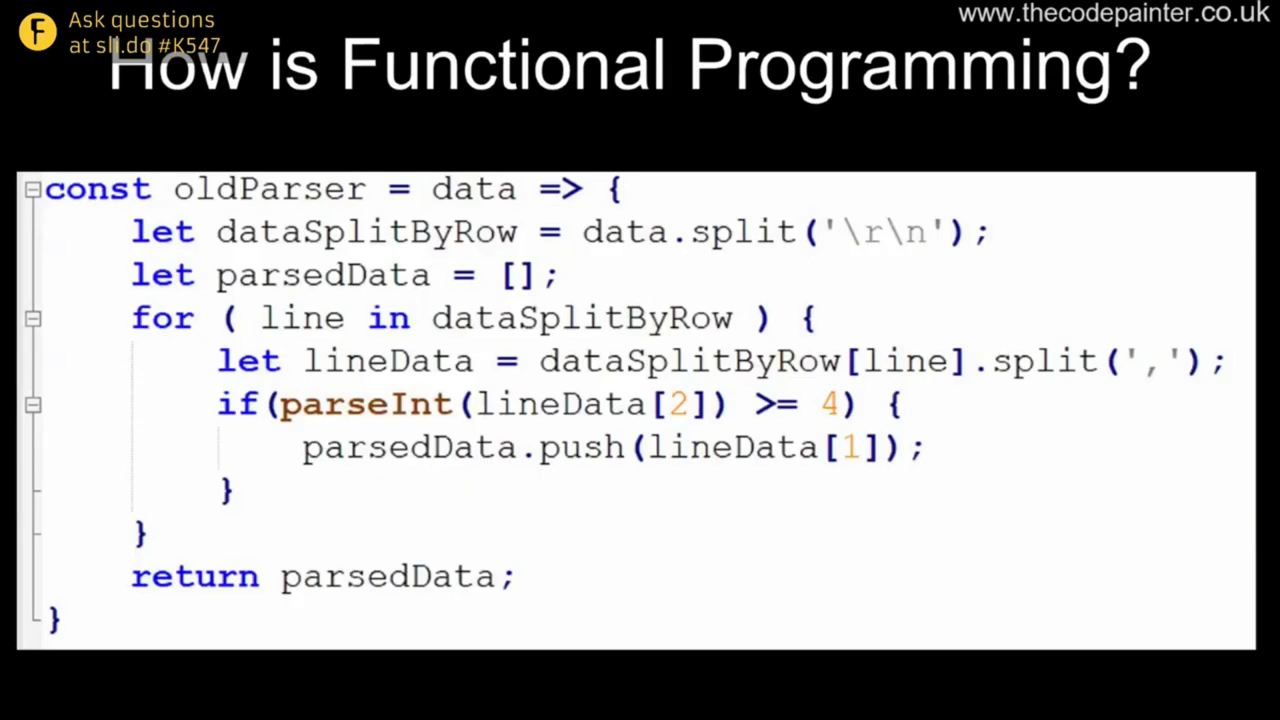 Ask questions
at sli.do #K547
www.thecodepainter.co.uk
How is Functional Programming?
const oldParser = data => {
    let dataSplitByRow = data.split('\r\n');
    let parsedData = [];
    for ( line in dataSplitByRow ) {
        let lineData = dataSplitByRow[line].split(',');
        if(parseInt(lineData[2]) >= 4) {
            parsedData.push(lineData[1]);
        }
    }
    return parsedData;
}